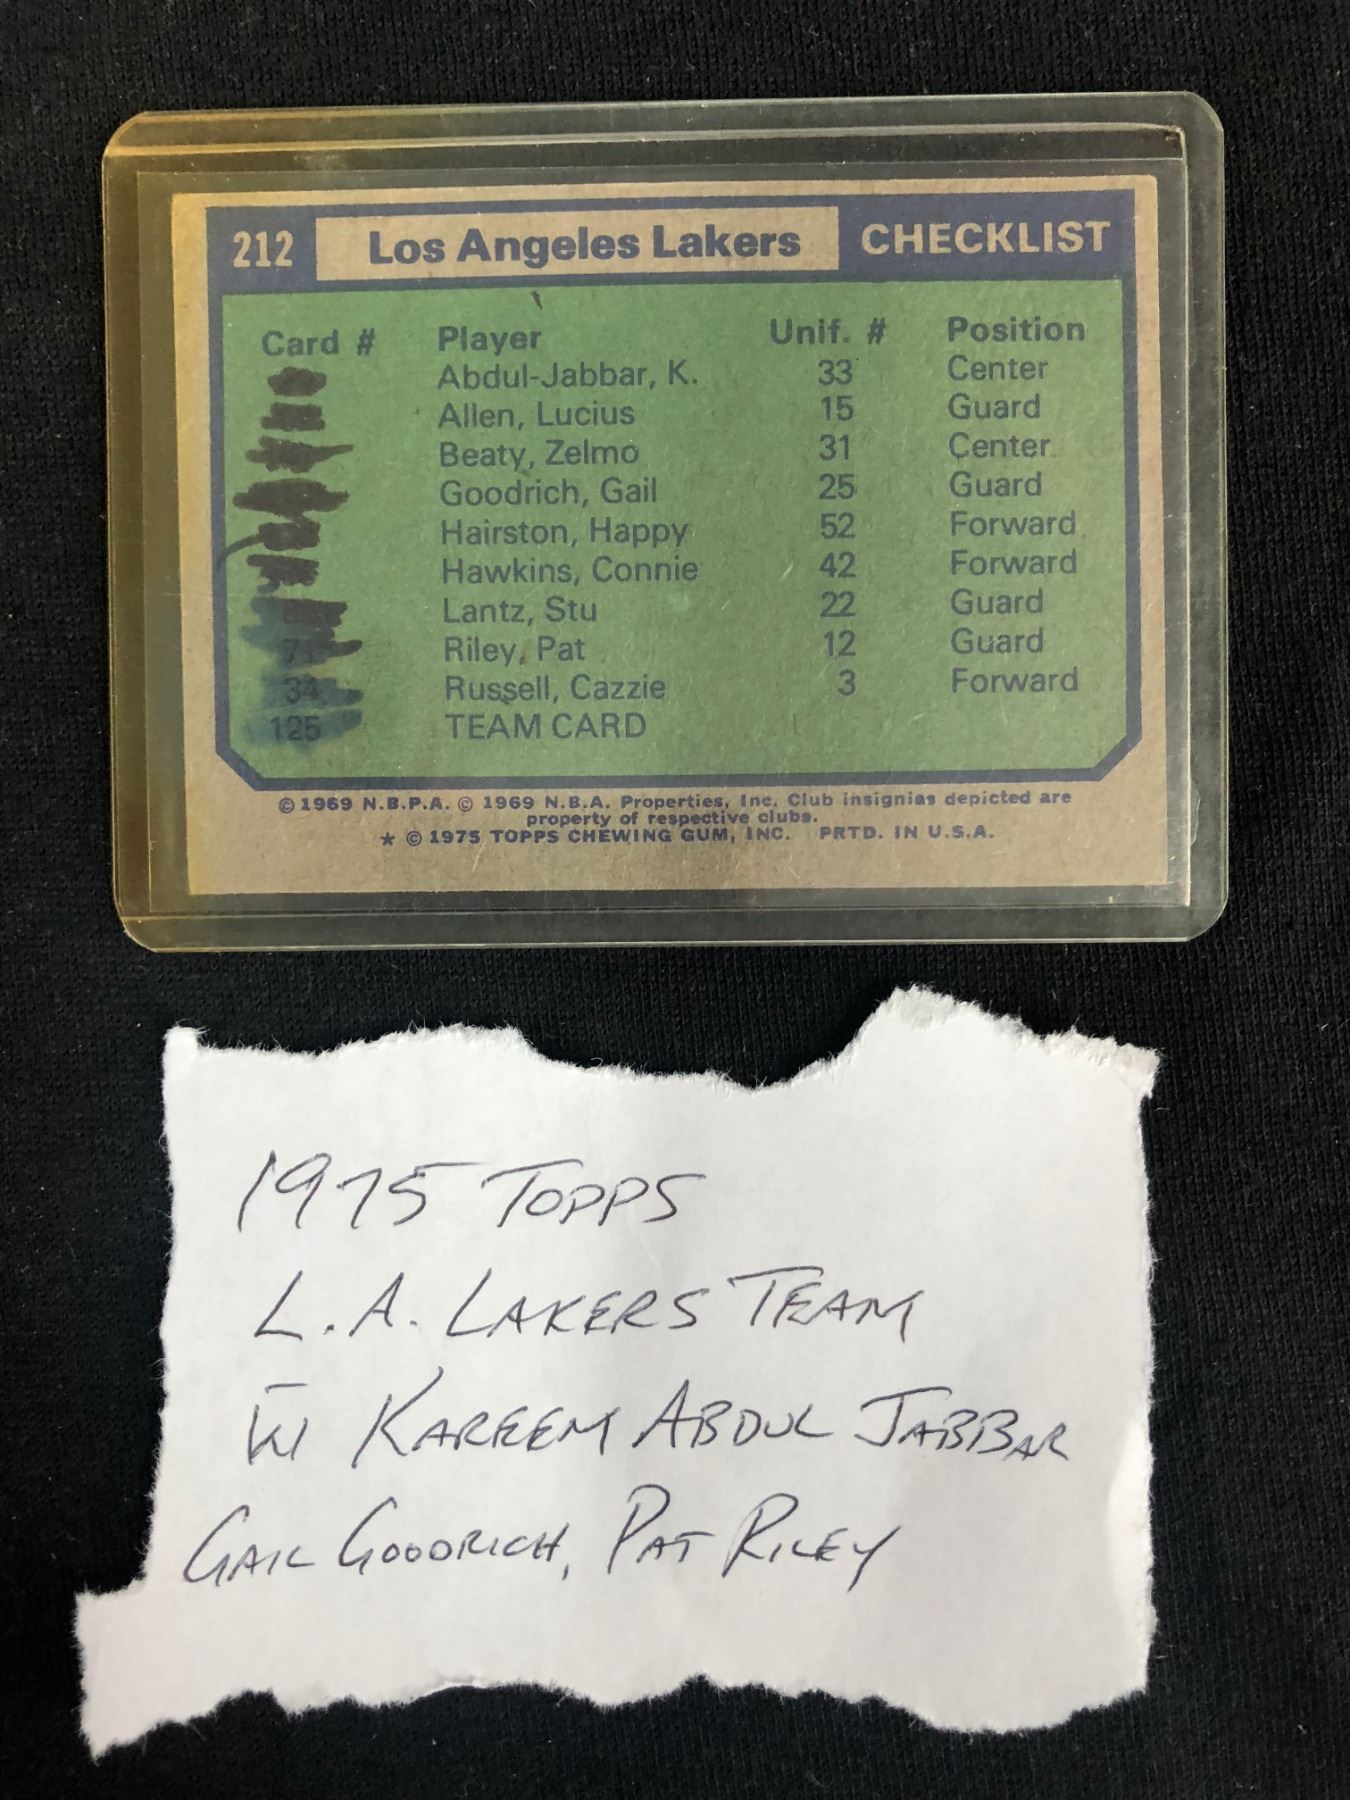 212 Los Angeles Lakers CHECKLIST
Card # Player Unif. # Position
Abdul-Jabbar, K. 33 Center
Allen, Lucius 15 Guard
Beaty, Zelmo 31 Center
Goodrich, Gail 25 Guard
Hairston, Happy 52 Forward
Hawkins, Connie 42 Forward
Lantz, Stu 22 Guard
Riley, Pat 12 Guard
34 Russell, Cazzie 3 Forward
125 TEAM CARD
© 1969 N.B.P.A. © 1969 N.B.A. Properties, Inc. Club insignias depicted are
property of respective clubs.
* © 1975 TOPPS CHEWING GUM, INC. PRTD. IN U.S.A.
1975 TOPPS
L.A. LAKERS TEAM
W KAREEM ABDUL JABBAR
GAIL GOODRICH, PAT RILEY